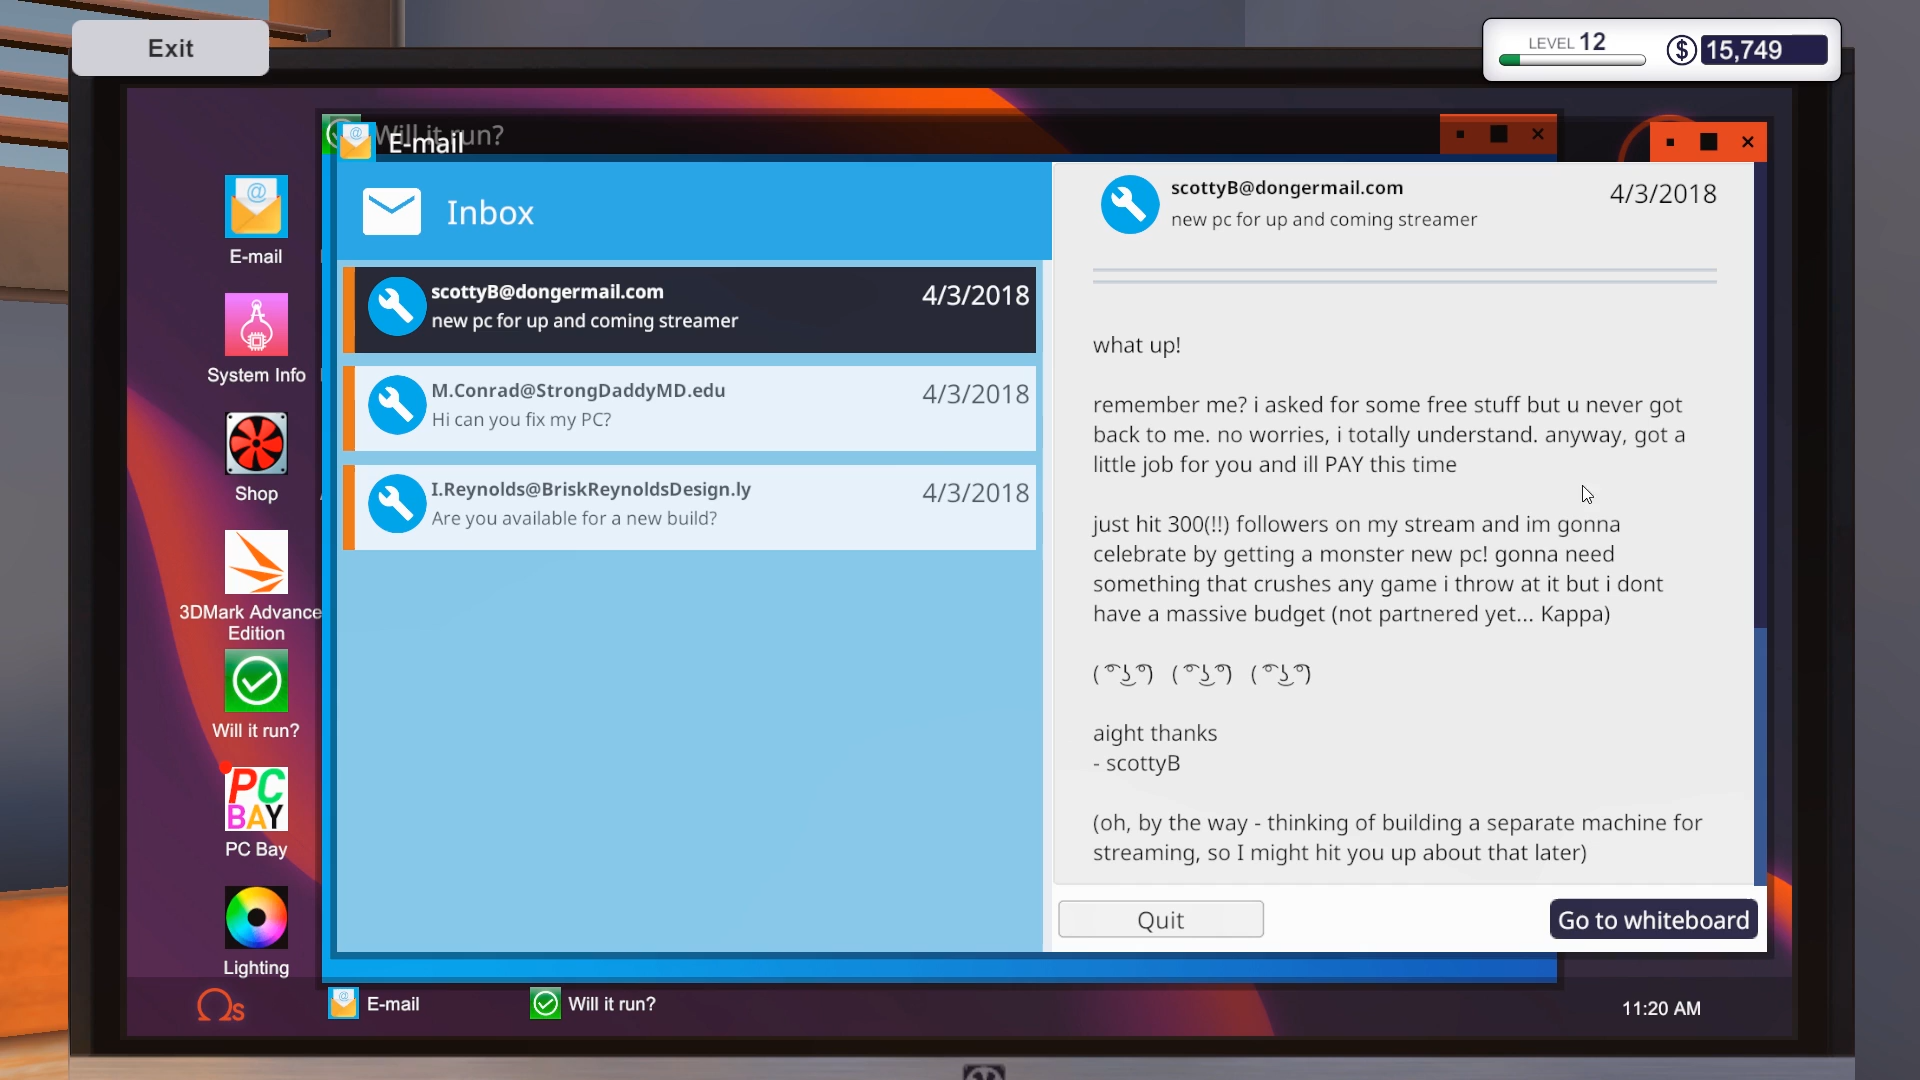 Exit
LEVEL 12
$ 15,749
Will it run?
E-mail
E-mail
System Info
Shop
3DMark Advance
Edition
Will it run?
PC
BAY
PC Bay
Lighting
Inbox
scottyB@dongermail.com
4/3/2018
new pc for up and coming streamer
M.Conrad@StrongDaddyMD.edu
4/3/2018
Hi can you fix my PC?
I.Reynolds@BriskReynoldsDesign.ly
4/3/2018
Are you available for a new build?
scottyB@dongermail.com
4/3/2018
new pc for up and coming streamer
what up!
remember me? i asked for some free stuff but u never got
back to me. no worries, i totally understand. anyway, got a
little job for you and ill PAY this time
just hit 300(!!) followers on my stream and im gonna
celebrate by getting a monster new pc! gonna need
something that crushes any game i throw at it but i dont
have a massive budget (not partnered yet... Kappa)
( ͡° ͜ʖ ͡°) ( ͡° ͜ʖ ͡°) ( ͡° ͜ʖ ͡°)
aight thanks
- scottyB
(oh, by the way - thinking of building a separate machine for
streaming, so I might hit you up about that later)
Quit
Go to whiteboard
Ωs
E-mail
Will it run?
11:20 AM